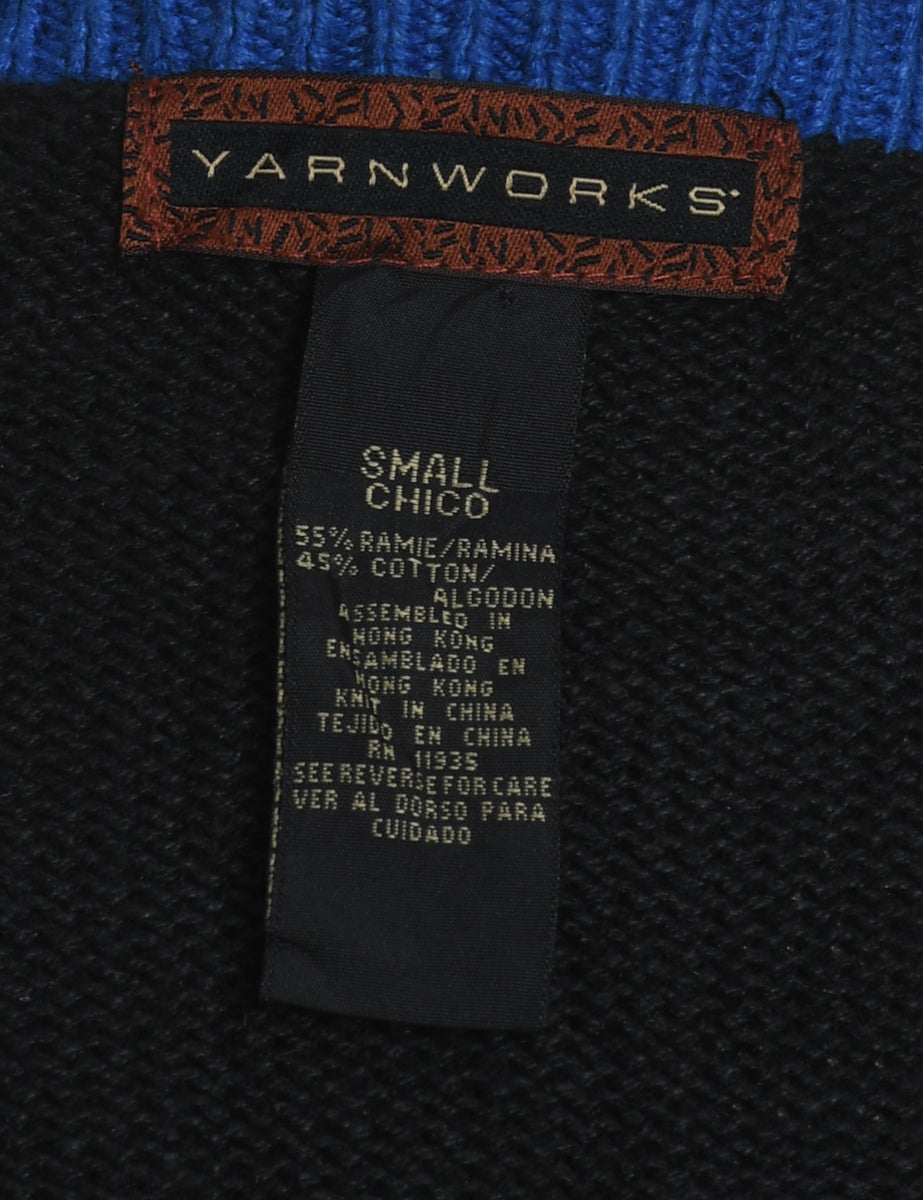 YARNWORKS
SMALL
CHICO
55% RAMIE/RAMINA
45% COTTON/
ALGODON
ASSEMBLED IN
HONG KONG
ENSAMBLADO EN
HONG KONG
KNIT IN CHINA
TEJIDO EN CHINA
RN 11935
SEE REVERSE FOR CARE
VER AL DORSO PARA
CUIDADO